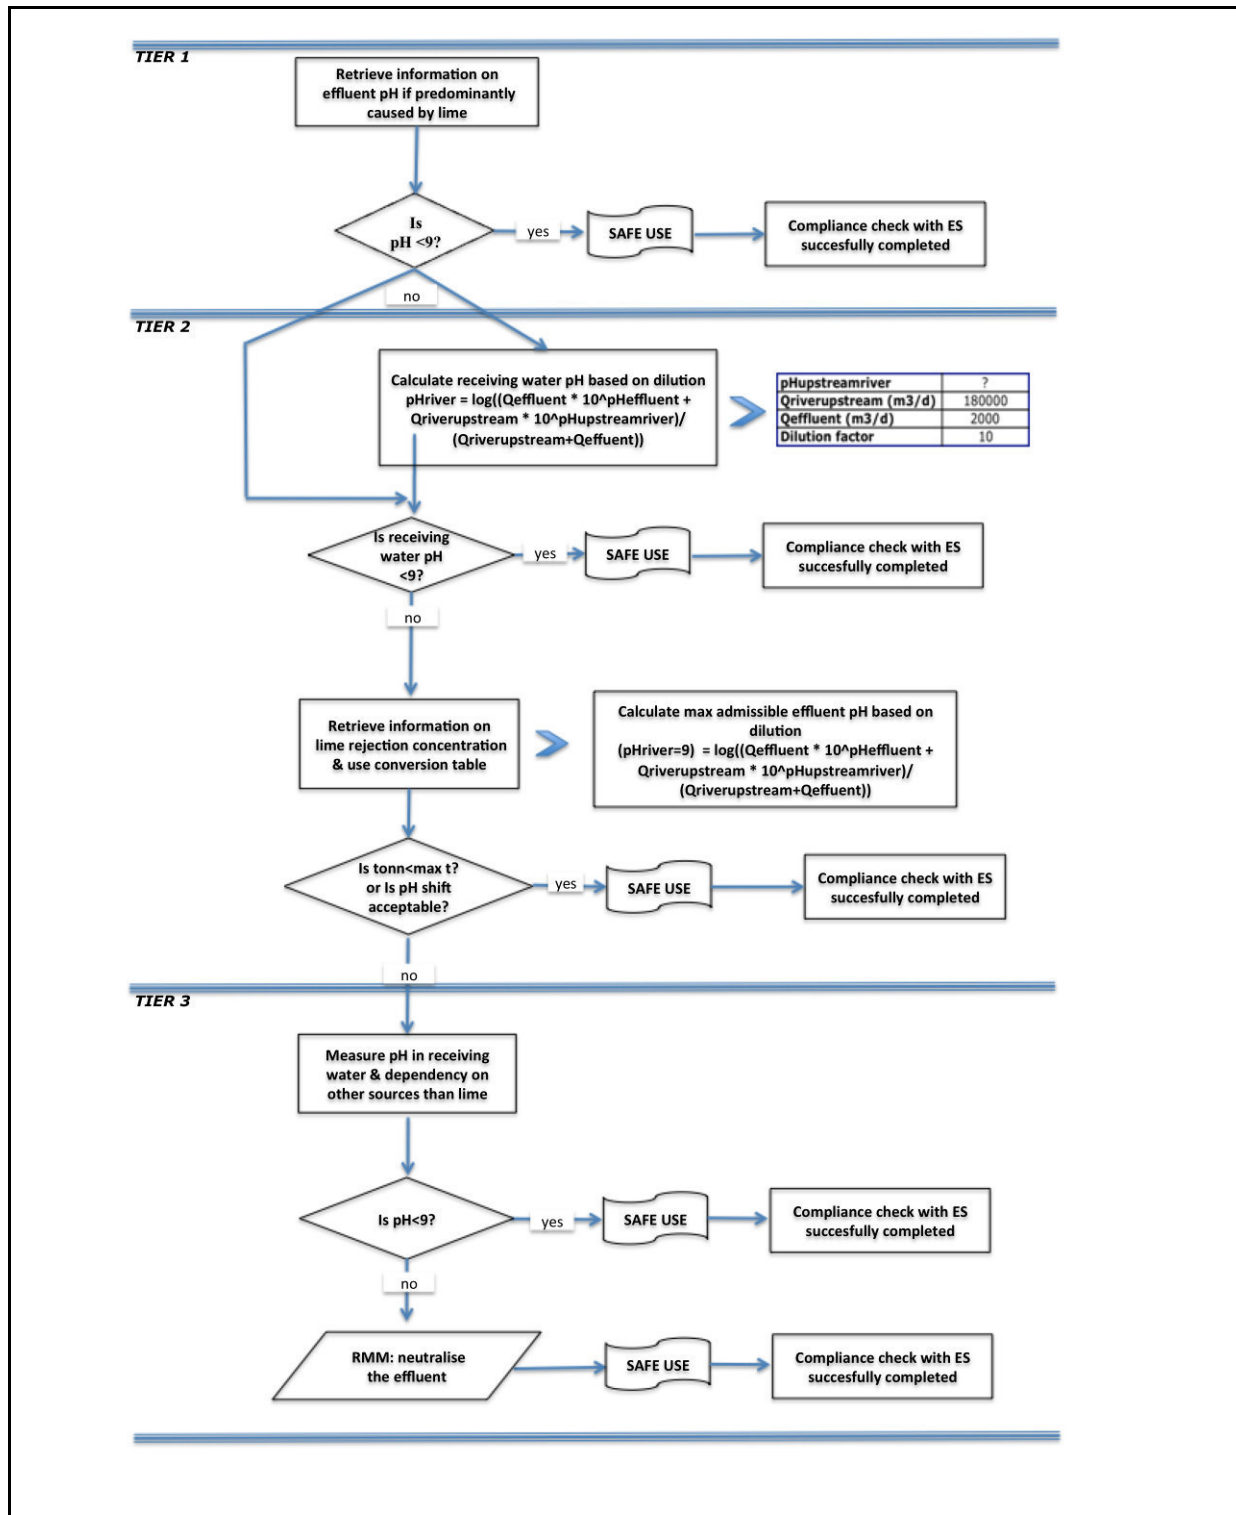 TIER 1
Retrieve information on
effluent pH if predominantly
caused by lime
Is
pH <9?
yes
SAFE USE
Compliance check with ES
succesfully completed
no
TIER 2
Calculate receiving water pH based on dilution
pHriver = log((Qeffluent * 10^pHeffluent +
Qriverupstream * 10^pHupstreamriver)/
(Qriverupstream+Qeffuent))
pHupstreamriver ?
Qriverupstream (m3/d) 180000
Qeffluent (m3/d) 2000
Dilution factor 10
Is receiving
water pH
<9?
yes
SAFE USE
Compliance check with ES
succesfully completed
no
Retrieve information on
lime rejection concentration
& use conversion table
Calculate max admissible effluent pH based on
dilution
(pHriver=9) = log((Qeffluent * 10^pHeffluent +
Qriverupstream * 10^pHupstreamriver)/
(Qriverupstream+Qeffuent))
Is tonn<max t?
or Is pH shift
acceptable?
yes
SAFE USE
Compliance check with ES
succesfully completed
no
TIER 3
Measure pH in receiving
water & dependency on
other sources than lime
Is pH<9?
yes
SAFE USE
Compliance check with ES
succesfully completed
no
RMM: neutralise
the effluent
SAFE USE
Compliance check with ES
succesfully completed